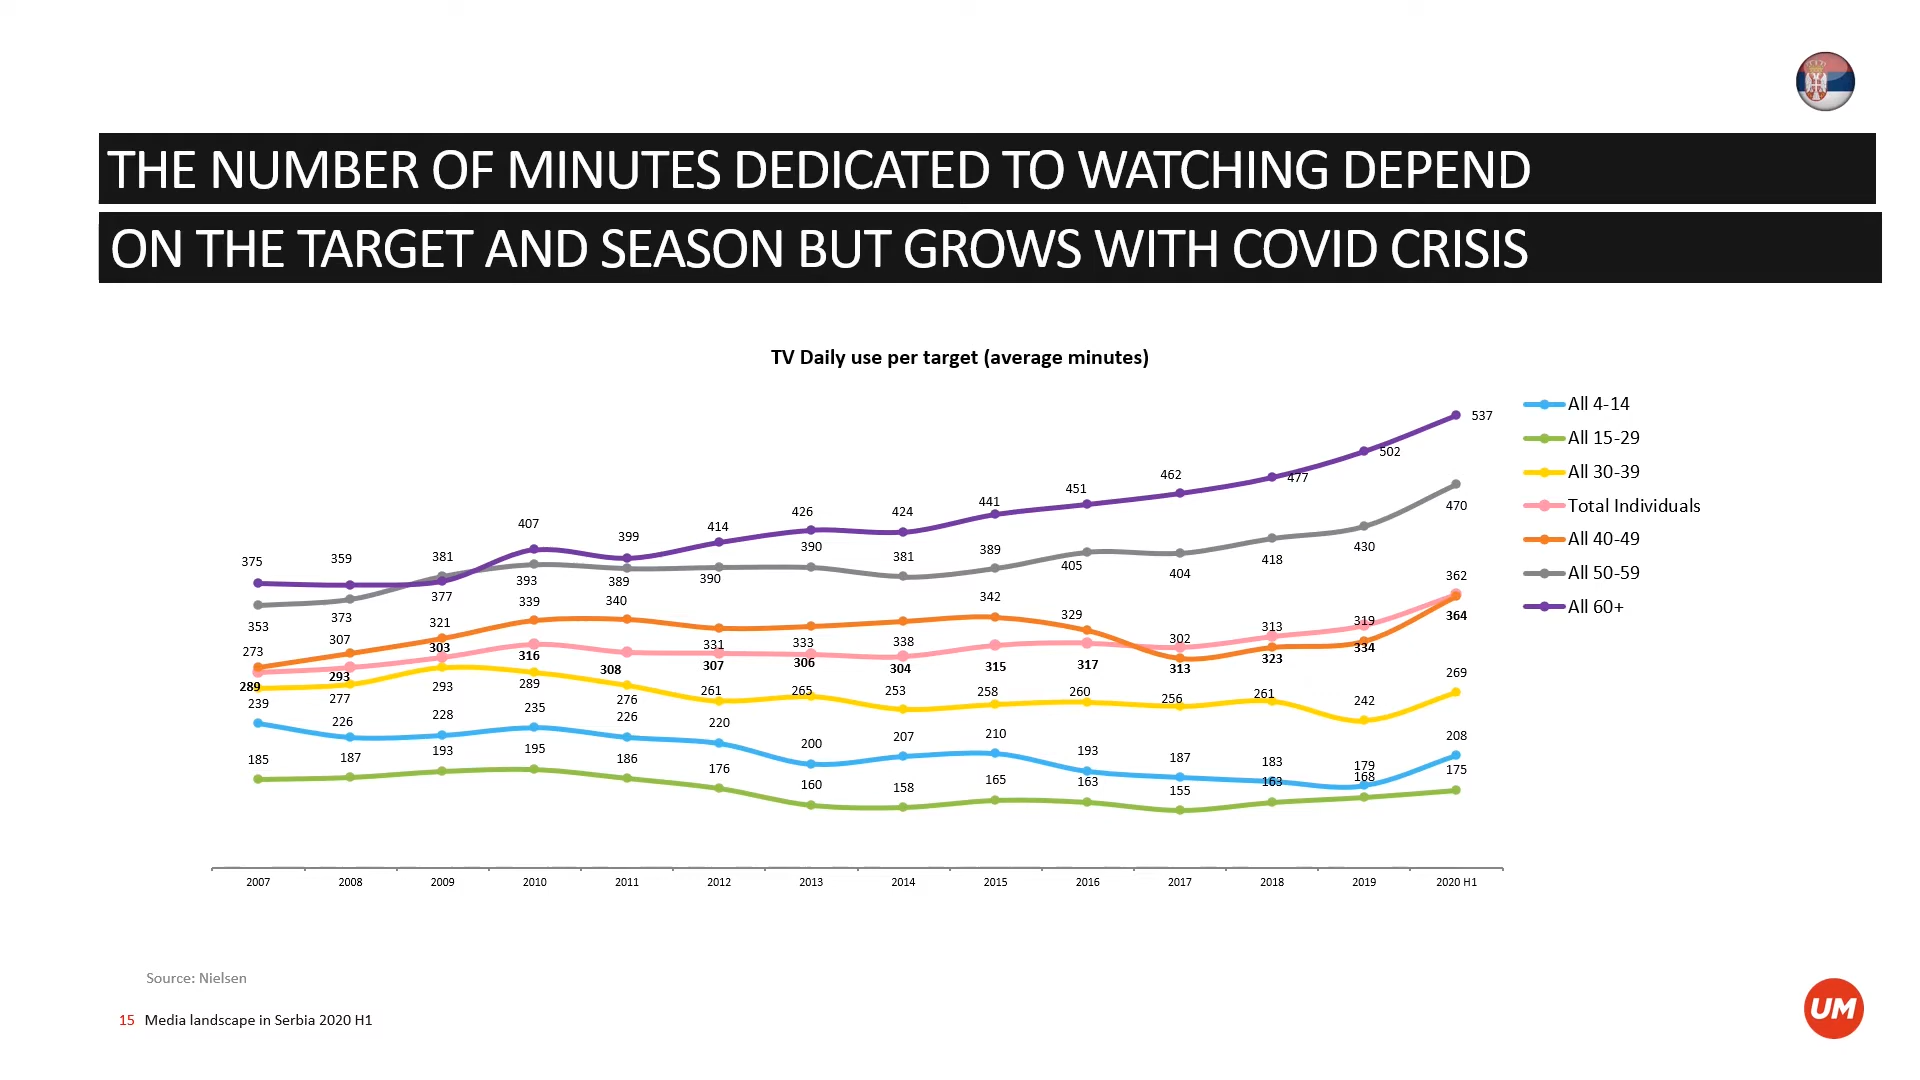 THE NUMBER OF MINUTES DEDICATED TO WATCHING DEPEND
ON THE TARGET AND SEASON BUT GROWS WITH COVID CRISIS
TV Daily use per target (average minutes)
All 4-14
All 15-29
All 30-39
Total Individuals
All 40-49
All 50-59
All 60+
375 359 381 407 399 414 426 424 441 451 462 477 502 537
353 373 377 393 389 390 390 381 389 405 404 418 430 470
273 307 321 339 340 331 333 338 342 329 302 313 319 362
289 293 303 316 308 307 306 304 315 317 313 323 334 364
239 277 293 289 276 261 265 253 258 260 256 261 242 269
226 228 235 226 220 200 207 210 193 187 183 179 208
185 187 193 195 186 176 160 158 165 163 155 163 168 175
2007 2008 2009 2010 2011 2012 2013 2014 2015 2016 2017 2018 2019 2020 H1
Source: Nielsen
15 Media landscape in Serbia 2020 H1
UM